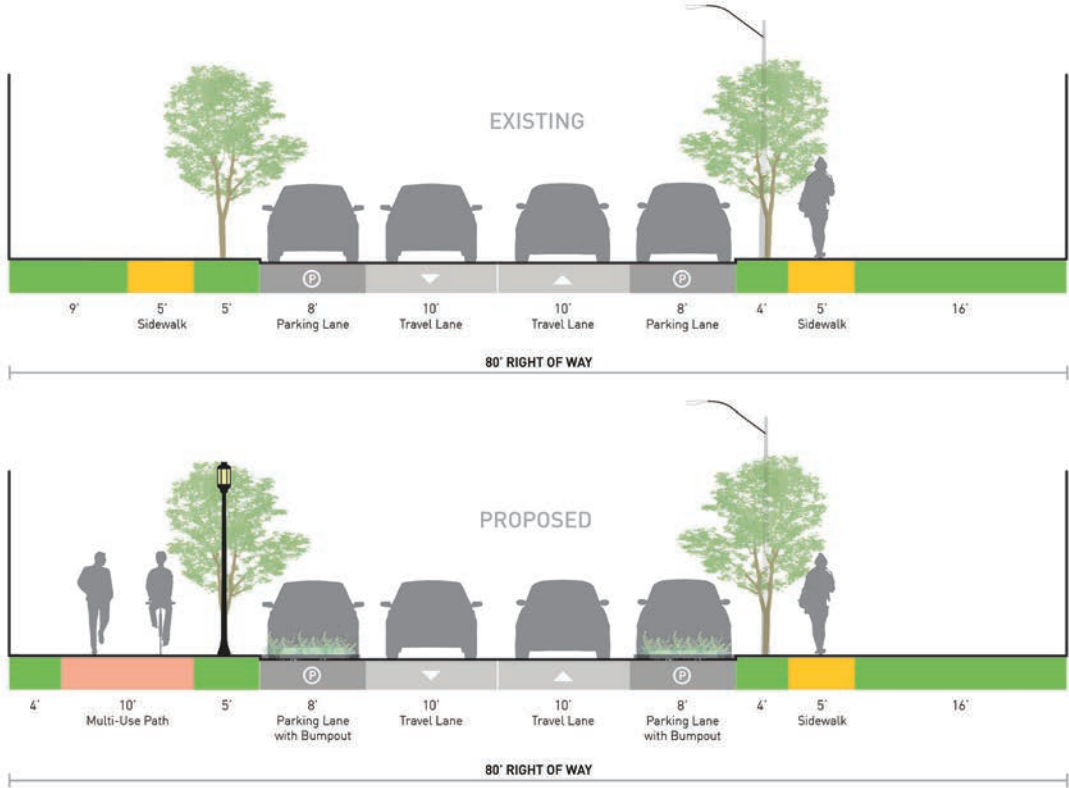 EXISTING
P P
9' 5' 5' 8' 10' 10' 8' 4' 5' 16'
Sidewalk Parking Lane Travel Lane Travel Lane Parking Lane Sidewalk
80' RIGHT OF WAY
PROPOSED
P P
4' 10' 5' 8' 10' 10' 8' 4' 5' 16'
Multi-Use Path Parking Lane Travel Lane Travel Lane Parking Lane Sidewalk
with Bumpout with Bumpout
80' RIGHT OF WAY